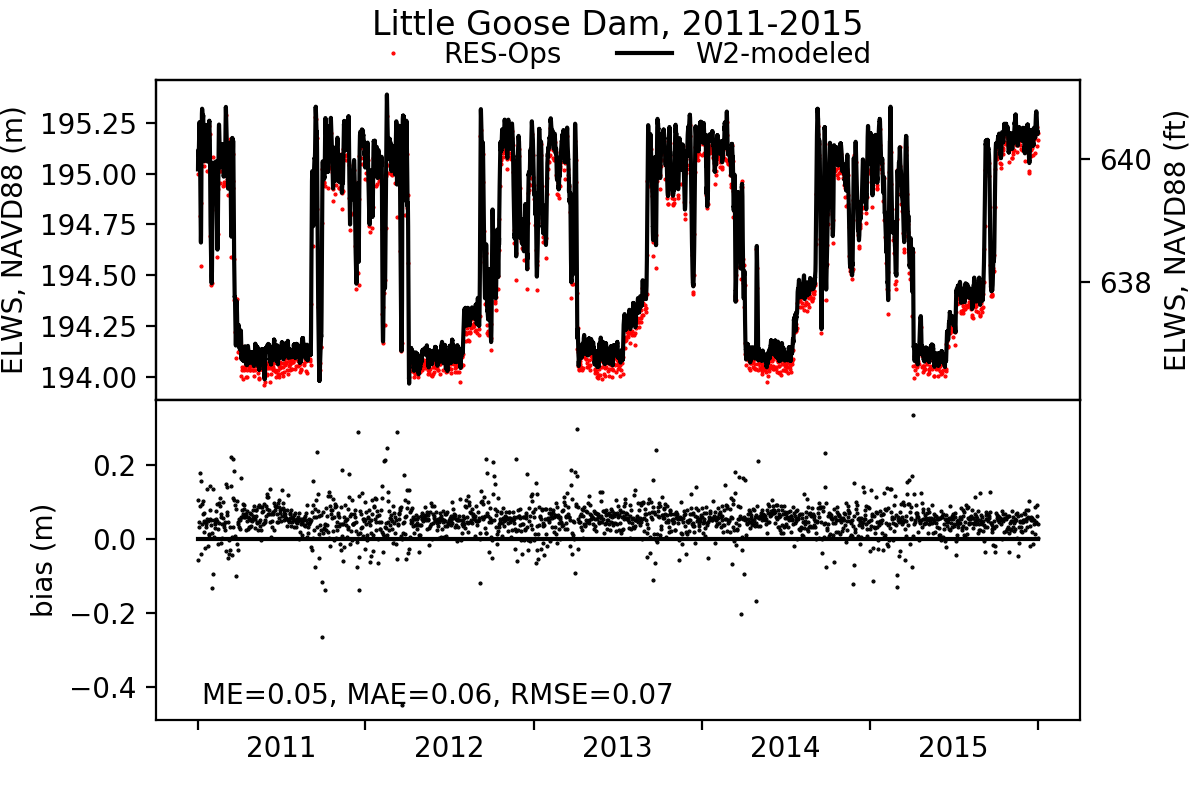 Little Goose Dam, 2011-2015
RES-Ops W2-modeled
ELWS, NAVD88 (m)
195.25
195.00
194.75
194.50
194.25
194.00
640
638
ELWS, NAVD88 (ft)
bias (m)
0.2
0.0
−0.2
−0.4
ME=0.05, MAE=0.06, RMSE=0.07
2011 2012 2013 2014 2015